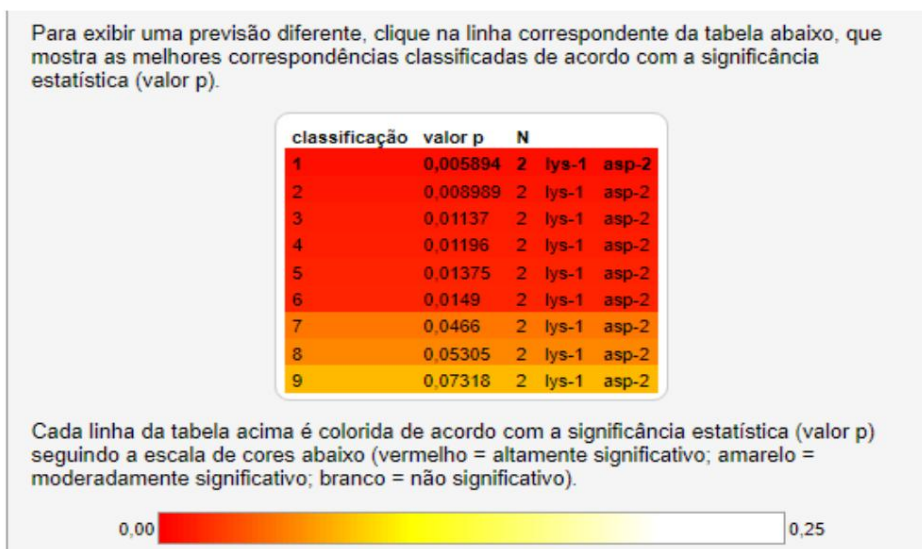 Para exibir uma previsão diferente, clique na linha correspondente da tabela abaixo, que
mostra as melhores correspondências classificadas de acordo com a significância
estatística (valor p).
classificação valor p N
1 0,005894 2 lys-1 asp-2
2 0,008989 2 lys-1 asp-2
3 0,01137 2 lys-1 asp-2
4 0,01196 2 lys-1 asp-2
5 0,01375 2 lys-1 asp-2
6 0,0149 2 lys-1 asp-2
7 0,0466 2 lys-1 asp-2
8 0,05305 2 lys-1 asp-2
9 0,07318 2 lys-1 asp-2
Cada linha da tabela acima é colorida de acordo com a significância estatística (valor p)
seguindo a escala de cores abaixo (vermelho = altamente significativo; amarelo =
moderadamente significativo; branco = não significativo).
0,00 0,25